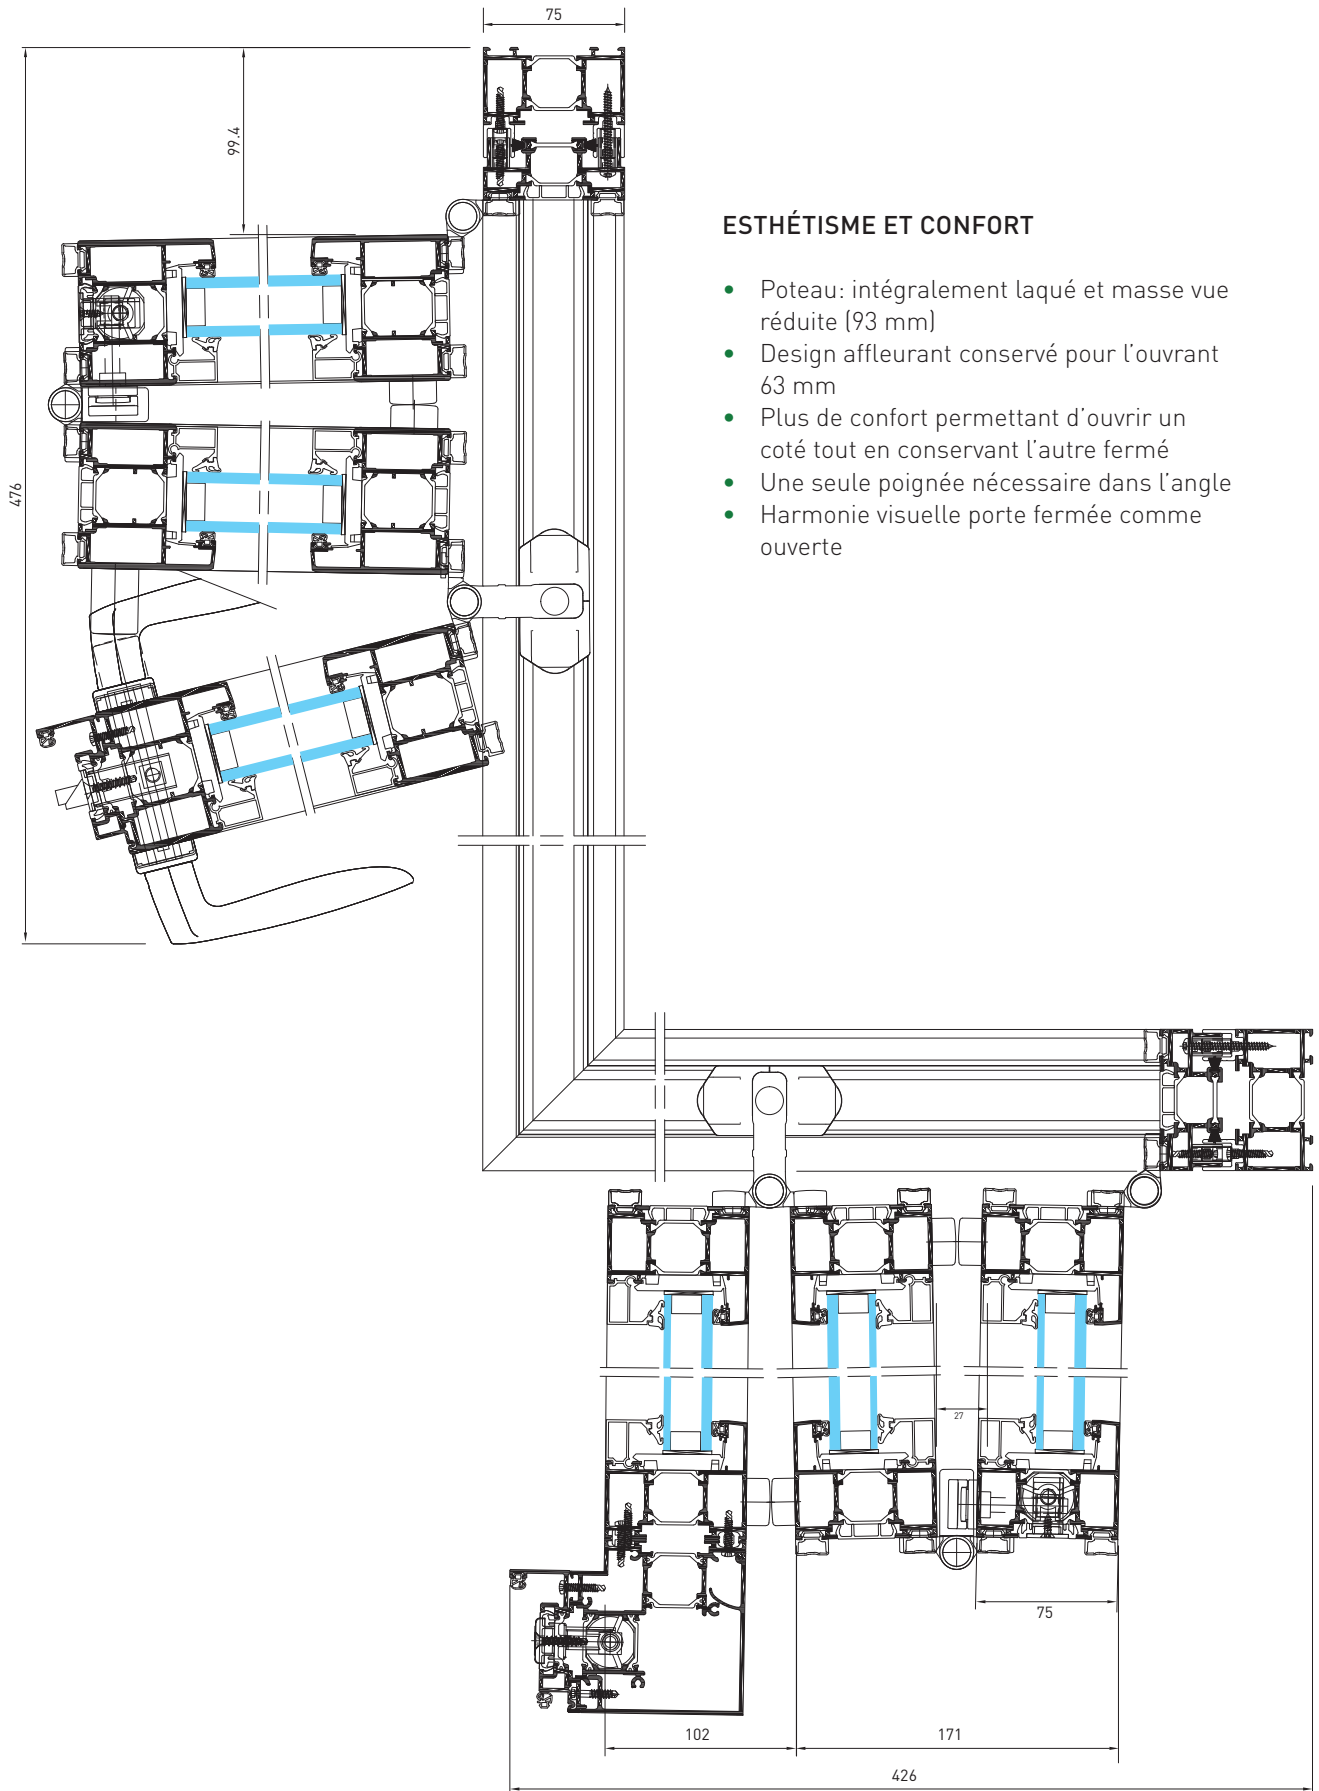 75
99.4
476
ESTHÉTISME ET CONFORT
• Poteau: intégralement laqué et masse vue
réduite (93 mm)
• Design affleurant conservé pour l’ouvrant
63 mm
• Plus de confort permettant d’ouvrir un
coté tout en conservant l’autre fermé
• Une seule poignée nécessaire dans l’angle
• Harmonie visuelle porte fermée comme
ouverte
27
75
102
171
426